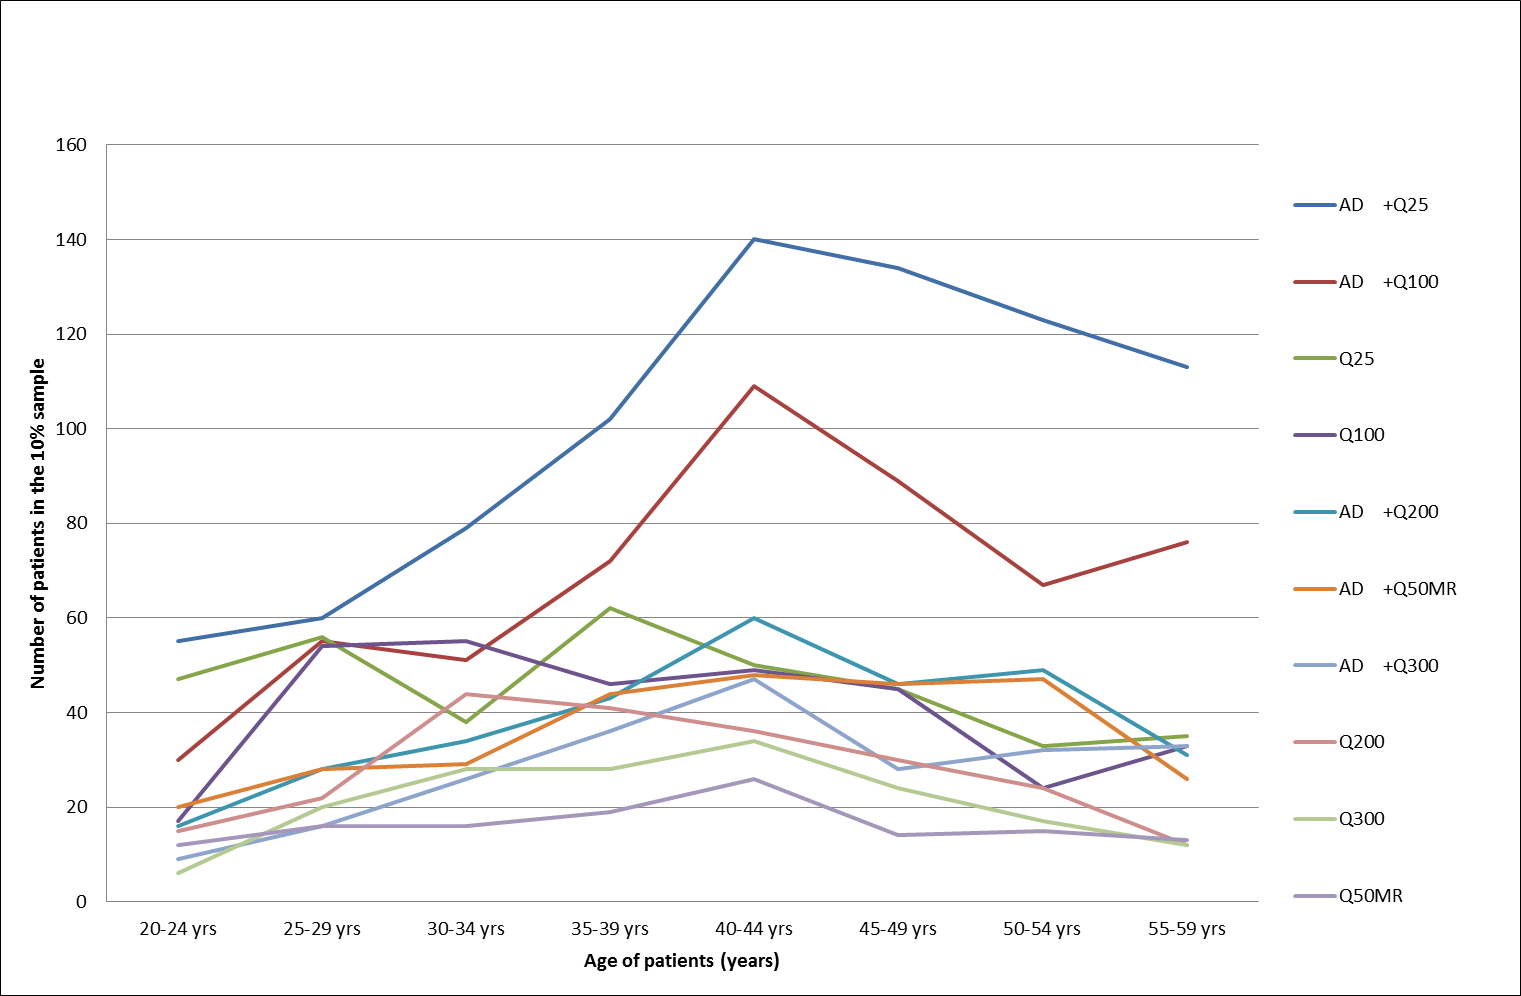 160
140
120
100
80
60
40
20
0
Number of patients in the 10% sample
20-24 yrs 25-29 yrs 30-34 yrs 35-39 yrs 40-44 yrs 45-49 yrs 50-54 yrs 55-59 yrs
Age of patients (years)
AD +Q25
AD +Q100
Q25
Q100
AD +Q200
AD +Q50MR
AD +Q300
Q200
Q300
Q50MR